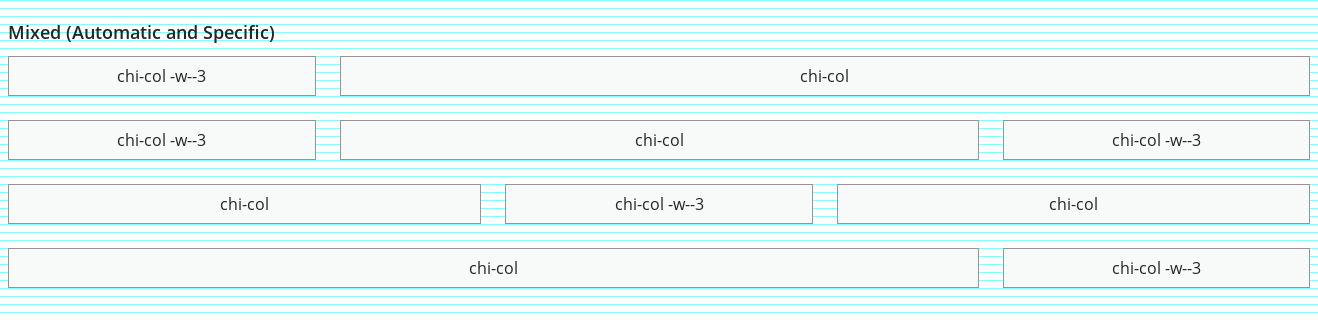 Mixed (Automatic and Specific)
chi-col -w--3 chi-col
chi-col -w--3 chi-col chi-col -w--3
chi-col chi-col -w--3 chi-col
chi-col chi-col -w--3